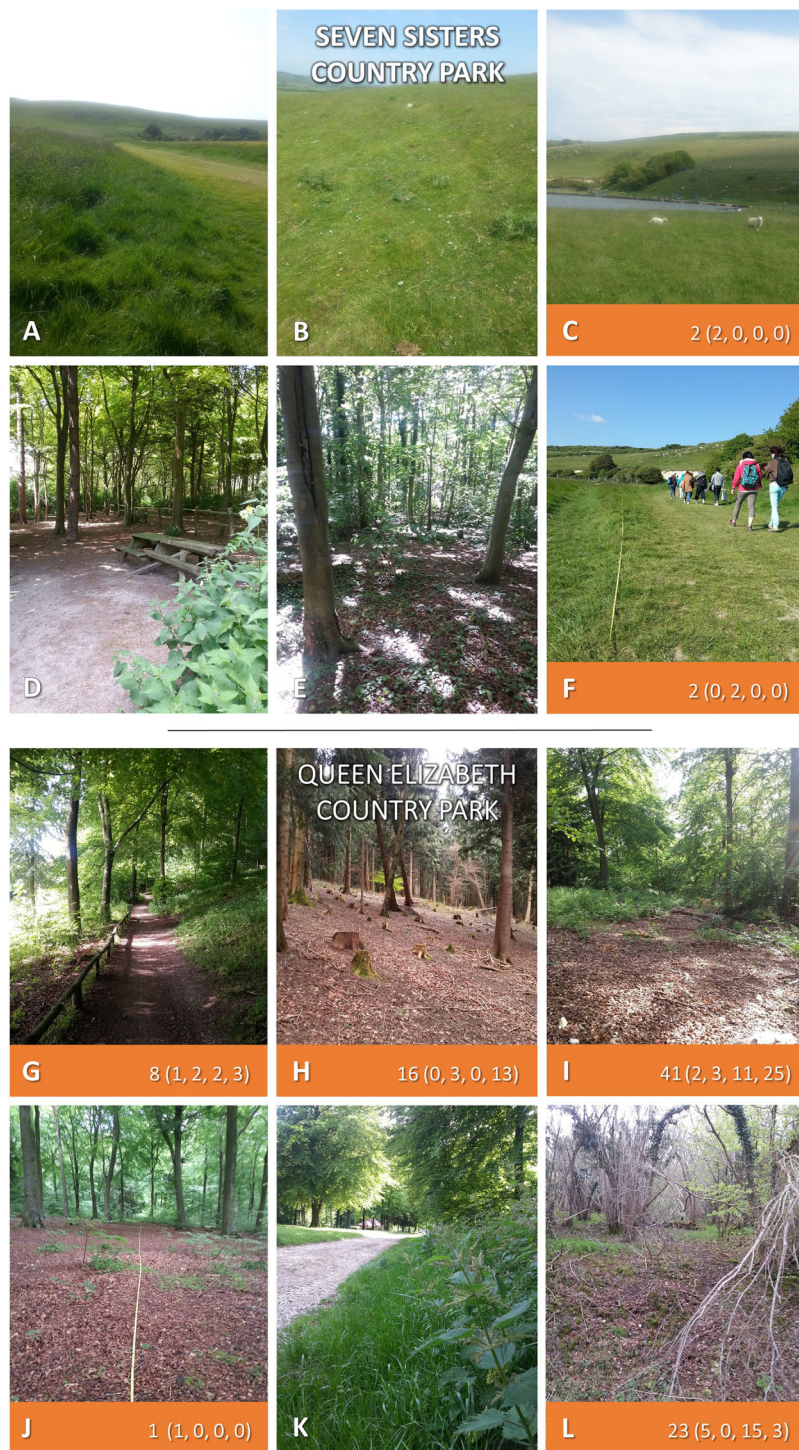 SEVEN SISTERS
COUNTRY PARK
A
B
C 2 (2, 0, 0, 0)
D
E
F 2 (0, 2, 0, 0)
QUEEN ELIZABETH
COUNTRY PARK
G 8 (1, 2, 2, 3)
H 16 (0, 3, 0, 13)
I 41 (2, 3, 11, 25)
J 1 (1, 0, 0, 0)
K
L 23 (5, 0, 15, 3)